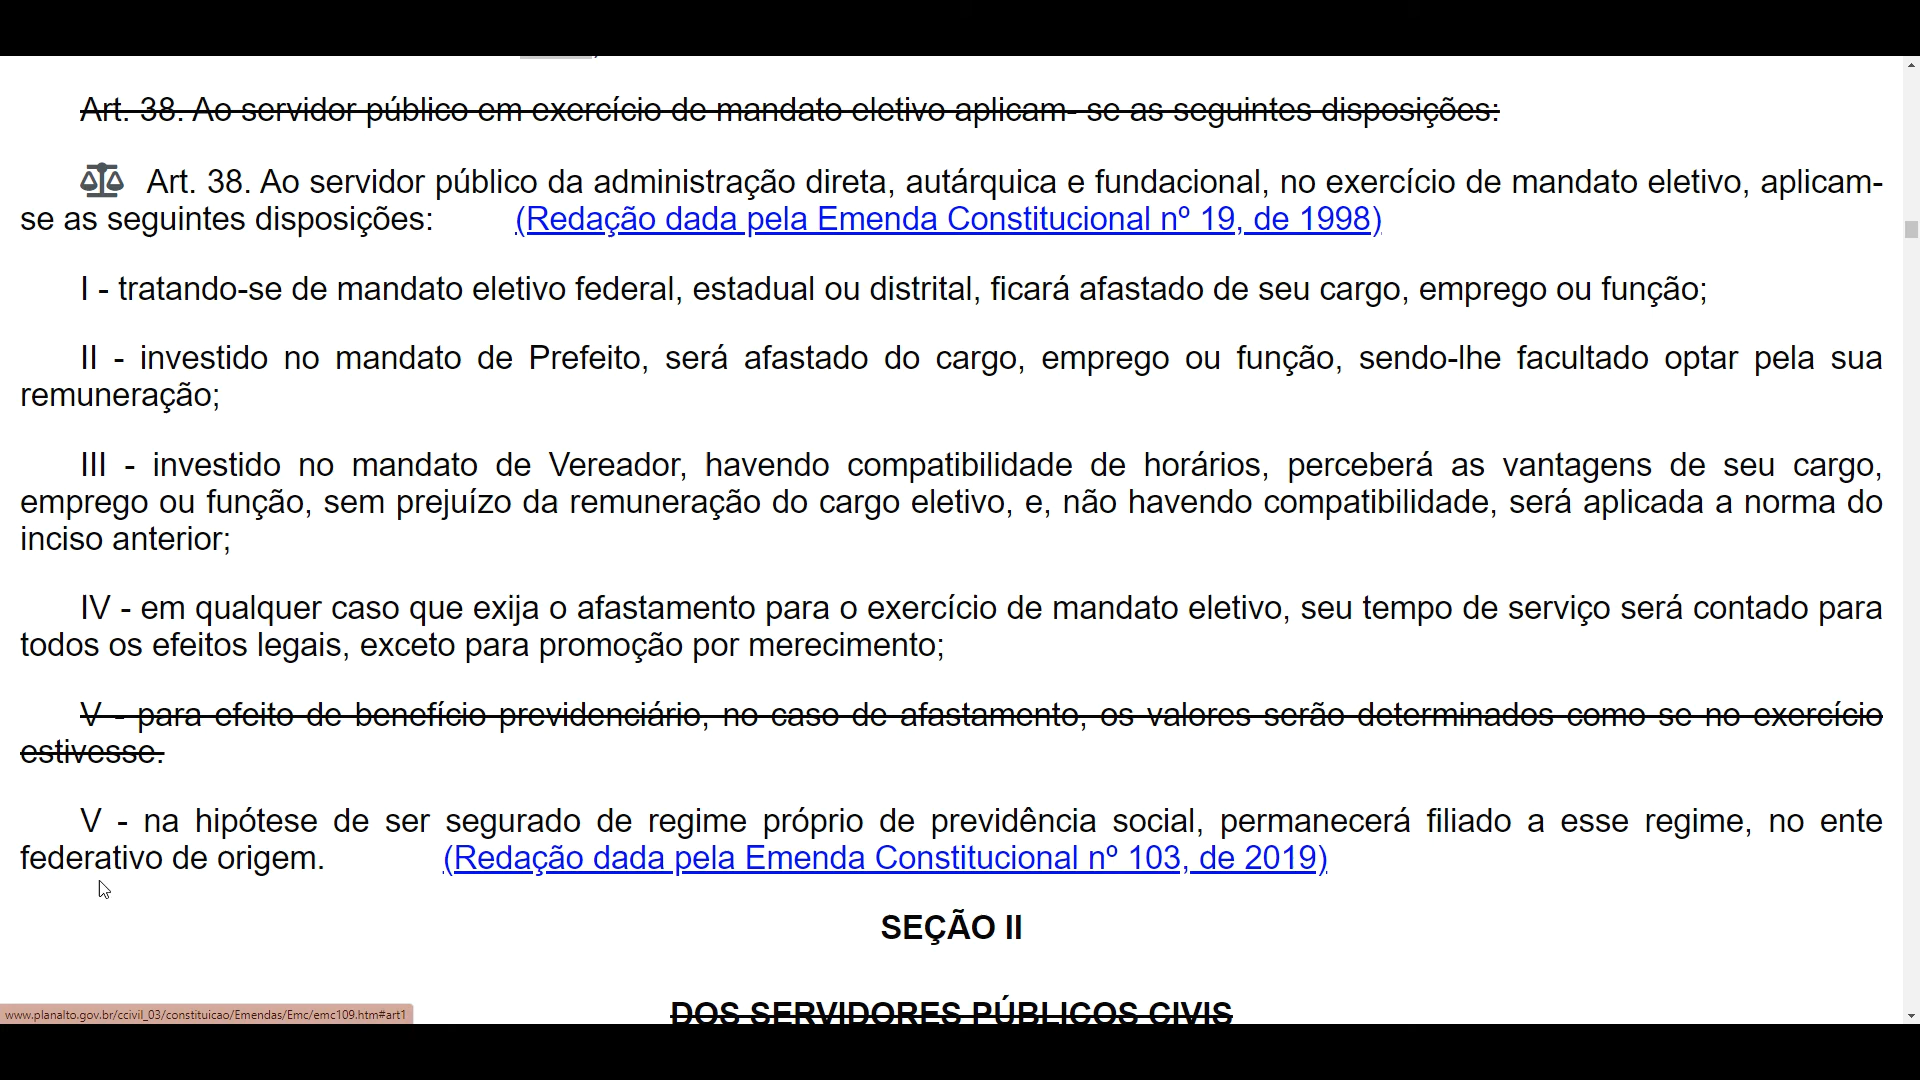 Art. 38. Ao servidor público em exercício de mandato eletivo aplicam- se as seguintes disposições:
Art. 38. Ao servidor público da administração direta, autárquica e fundacional, no exercício de mandato eletivo, aplicam-
se as seguintes disposições: (Redação dada pela Emenda Constitucional nº 19, de 1998)
I - tratando-se de mandato eletivo federal, estadual ou distrital, ficará afastado de seu cargo, emprego ou função;
II - investido no mandato de Prefeito, será afastado do cargo, emprego ou função, sendo-lhe facultado optar pela sua
remuneração;
III - investido no mandato de Vereador, havendo compatibilidade de horários, perceberá as vantagens de seu cargo,
emprego ou função, sem prejuízo da remuneração do cargo eletivo, e, não havendo compatibilidade, será aplicada a norma do
inciso anterior;
IV - em qualquer caso que exija o afastamento para o exercício de mandato eletivo, seu tempo de serviço será contado para
todos os efeitos legais, exceto para promoção por merecimento;
V - para efeito de benefício previdenciário, no caso de afastamento, os valores serão determinados como se no exercício
estivesse.
V - na hipótese de ser segurado de regime próprio de previdência social, permanecerá filiado a esse regime, no ente
federativo de origem. (Redação dada pela Emenda Constitucional nº 103, de 2019)
SEÇÃO II
DOS SERVIDORES PÚBLICOS CIVIS
www.planalto.gov.br/ccivil_03/constituicao/Emendas/Emc/emc109.htm#art1